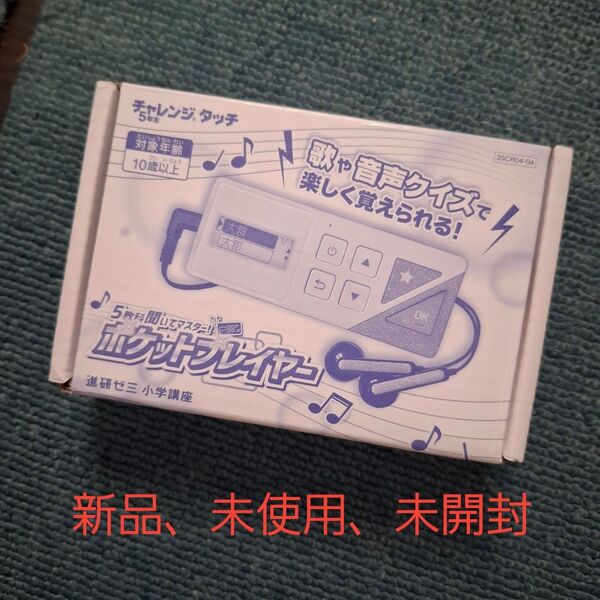 チャレンジ タッチ
5年生
たいしょうねんれい
対象年齢
10歳以上
歌や音声クイズで
楽しく覚えられる!
35CR04-04
OK
5教科聞いてマスター!
ポケットプレイヤー
進研ゼミ 小学講座
新品、未使用、未開封